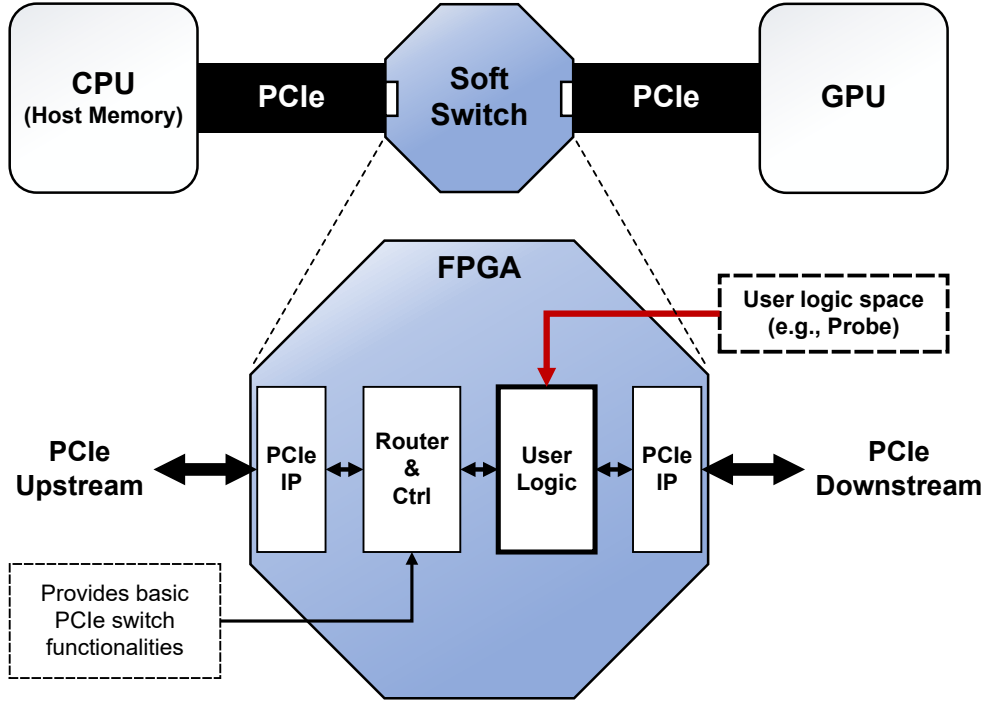 CPU
(Host Memory)
PCIe
Soft
Switch
PCIe
GPU
FPGA
User logic space
(e.g., Probe)
PCIe
Upstream
PCIe
IP
Router
&
Ctrl
User
Logic
PCIe
IP
PCIe
Downstream
Provides basic
PCIe switch
functionalities